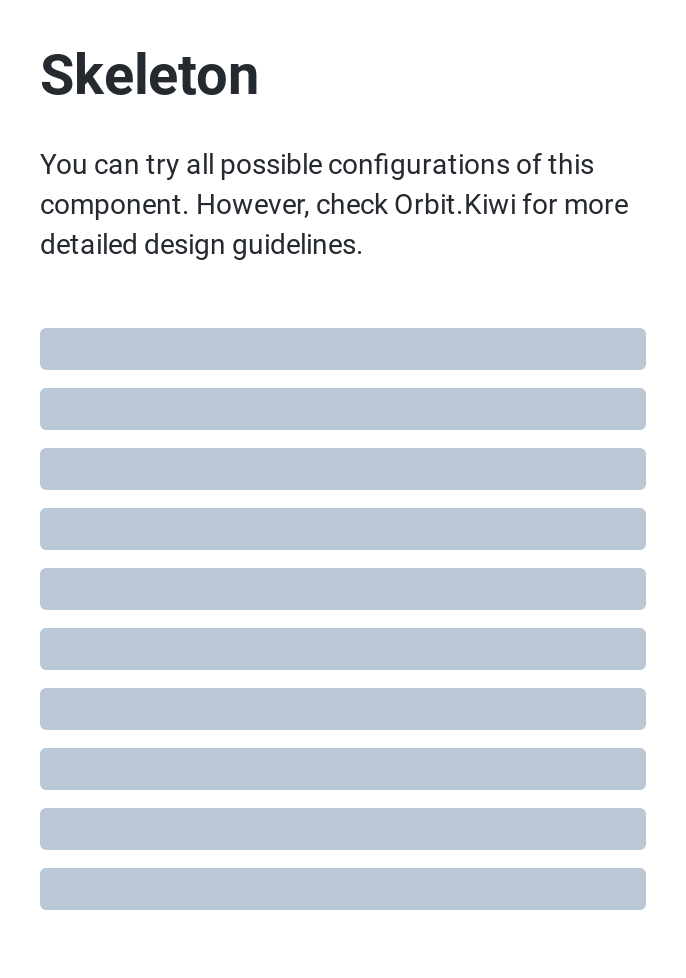 Skeleton
You can try all possible configurations of this
component. However, check Orbit.Kiwi for more
detailed design guidelines.